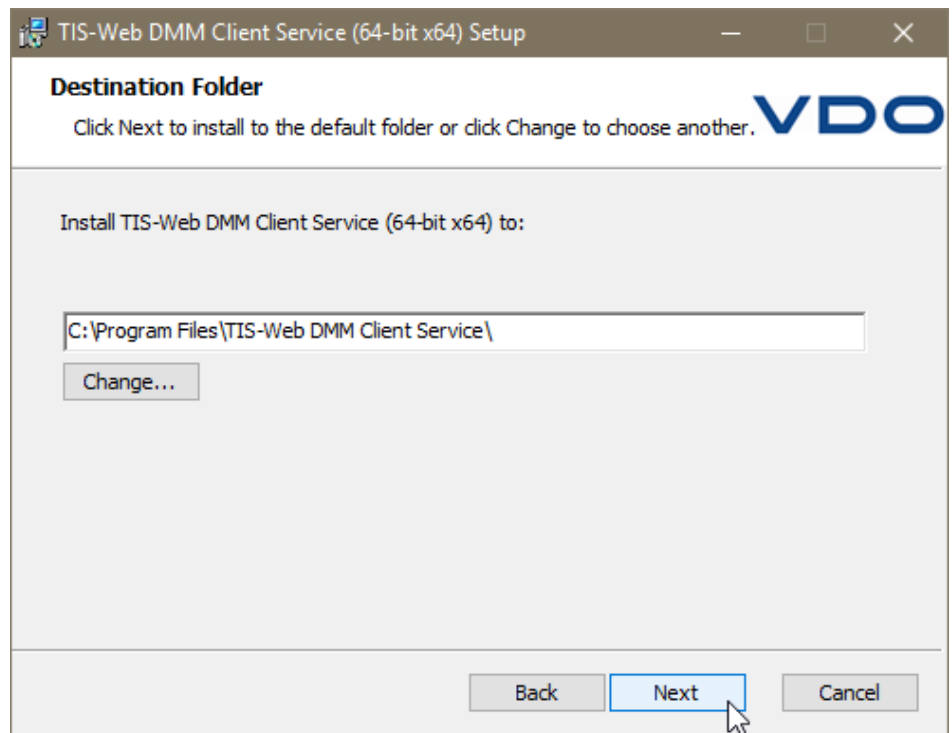 TIS-Web DMM Client Service (64-bit x64) Setup
Destination Folder
Click Next to install to the default folder or click Change to choose another.
VDO
Install TIS-Web DMM Client Service (64-bit x64) to:
C:\Program Files\TIS-Web DMM Client Service\
Change...
Back Next Cancel